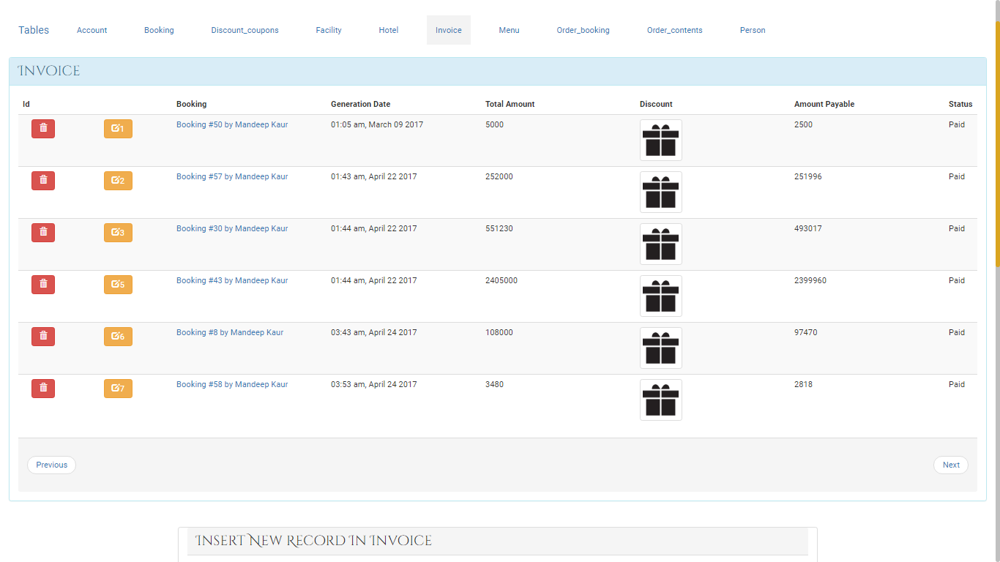 Tables Account Booking Discount_coupons Facility Hotel Invoice Menu Order_booking Order_contents Person
Invoice
Id Booking Generation Date Total Amount Discount Amount Payable Status
1 Booking #50 by Mandeep Kaur 01:05 am, March 09 2017 5000 2500 Paid
2 Booking #57 by Mandeep Kaur 01:43 am, April 22 2017 252000 251996 Paid
3 Booking #30 by Mandeep Kaur 01:44 am, April 22 2017 551230 493017 Paid
5 Booking #43 by Mandeep Kaur 01:44 am, April 22 2017 2405000 2399960 Paid
6 Booking #8 by Mandeep Kaur 03:43 am, April 24 2017 108000 97470 Paid
7 Booking #58 by Mandeep Kaur 03:53 am, April 24 2017 3480 2818 Paid
Previous Next
Insert New Record In Invoice